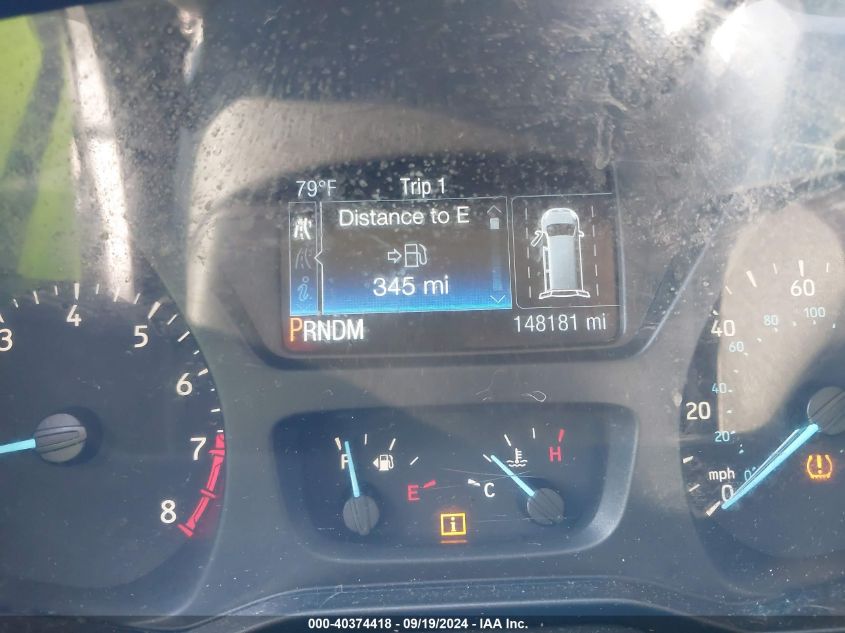 79°F Trip 1
Distance to E
345 mi
PRNDM
148181 mi
3 4 5 6 7 8
F E C H
mph 0 20 40 60
0 20 40 60 80 100
i
000-40374418 - 09/19/2024 - IAA Inc.